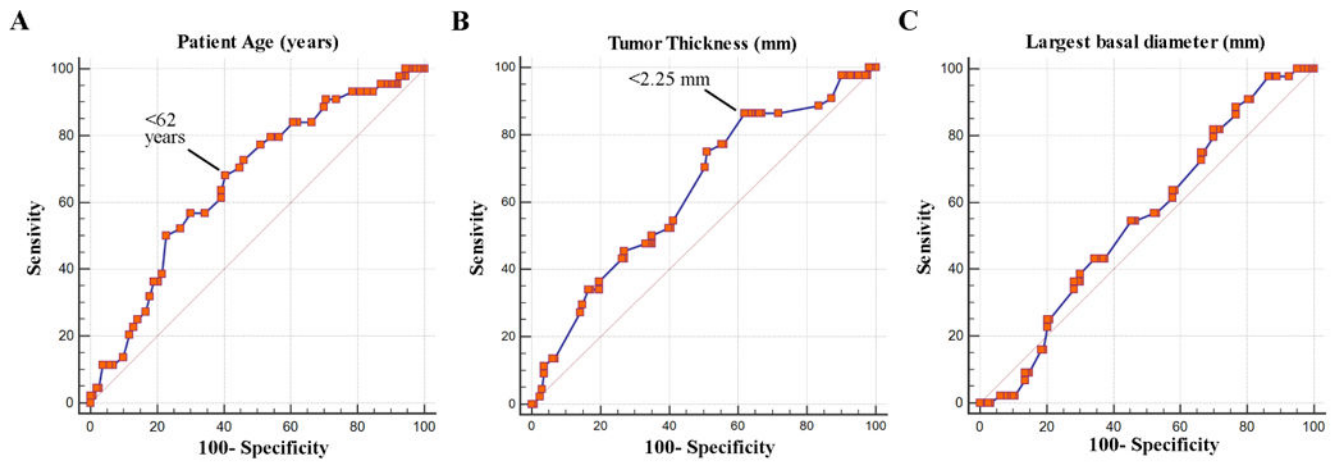 A
Patient Age (years)
100
80
60
40
20
0
<62
years
Sensivity
0 20 40 60 80 100
100- Specificity
B
Tumor Thickness (mm)
100
80
60
40
20
0
<2.25 mm
Sensivity
0 20 40 60 80 100
100- Specificity
C
Largest basal diameter (mm)
100
80
60
40
20
0
Sensivity
0 20 40 60 80 100
100- Specificity